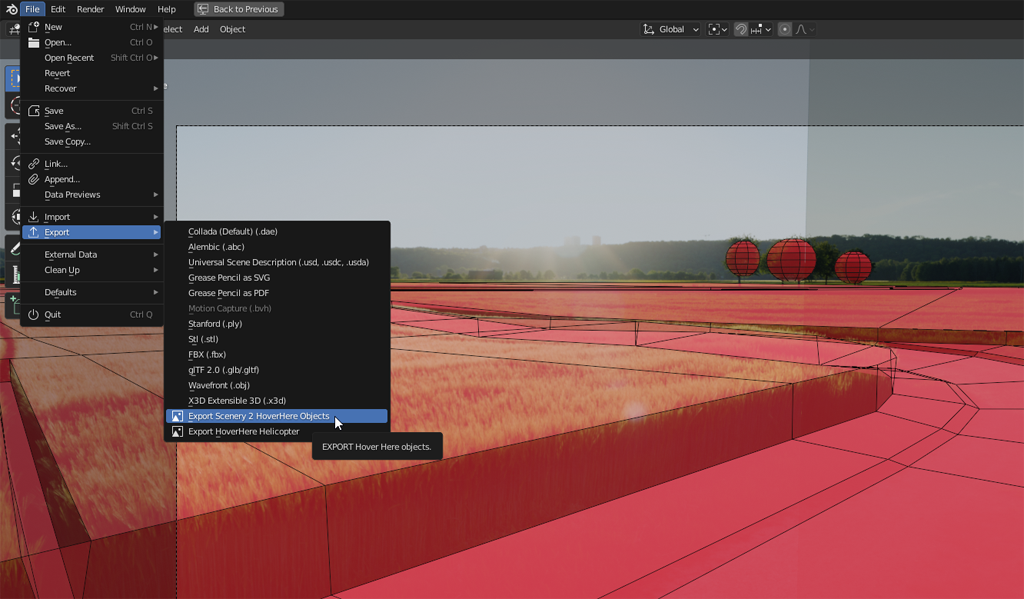 File Edit Render Window Help Back to Previous
elect Add Object Global
New Ctrl N
Open... Ctrl O
Open Recent Shift Ctrl O
Revert
Recover
Save Ctrl S
Save As... Shift Ctrl S
Save Copy...
Link...
Append...
Data Previews
Import
Export
External Data
Clean Up
Defaults
Quit Ctrl Q
Collada (Default) (.dae)
Alembic (.abc)
Universal Scene Description (.usd, .usdc, .usda)
Grease Pencil as SVG
Grease Pencil as PDF
Motion Capture (.bvh)
Stanford (.ply)
Stl (.stl)
FBX (.fbx)
glTF 2.0 (.glb/.gltf)
Wavefront (.obj)
X3D Extensible 3D (.x3d)
Export Scenery 2 HoverHere Objects
Export HoverHere Helicopter
EXPORT Hover Here objects.